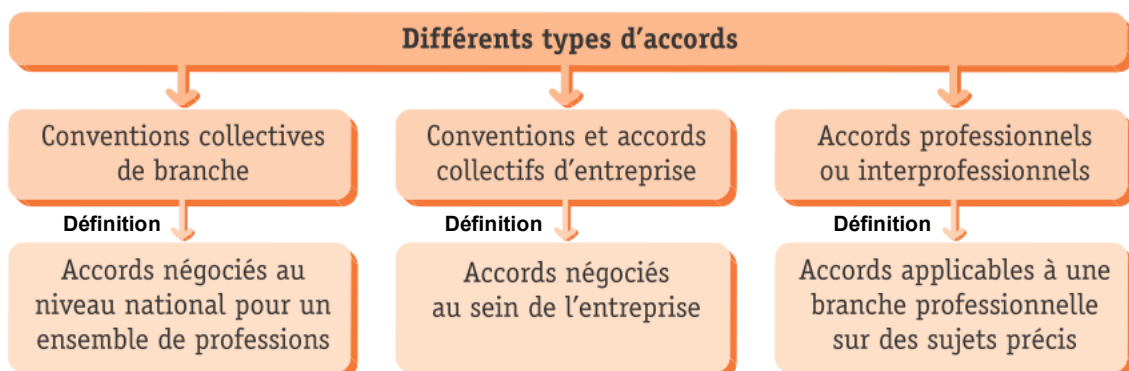 Différents types d’accords
Conventions collectives
de branche
Conventions et accords
collectifs d’entreprise
Accords professionnels
ou interprofessionnels
Définition
Définition
Définition
Accords négociés au
niveau national pour un
ensemble de professions
Accords négociés
au sein de l’entreprise
Accords applicables à une
branche professionnelle
sur des sujets précis